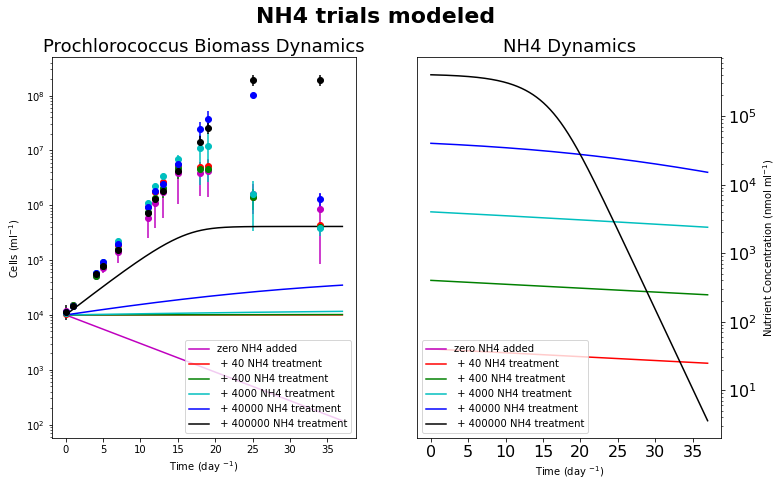 NH4 trials modeled
Prochlorococcus Biomass Dynamics
Cells (ml⁻¹)
10⁸
10⁷
10⁶
10⁵
10⁴
10³
10²
zero NH4 added
+ 40 NH4 treatment
+ 400 NH4 treatment
+ 4000 NH4 treatment
+ 40000 NH4 treatment
+ 400000 NH4 treatment
0 5 10 15 20 25 30 35
Time (day ⁻¹)
NH4 Dynamics
10⁵
10⁴
10³
10²
10¹
Nutrient Concentration (nmol ml⁻¹)
zero NH4 added
+ 40 NH4 treatment
+ 400 NH4 treatment
+ 4000 NH4 treatment
+ 40000 NH4 treatment
+ 400000 NH4 treatment
0 5 10 15 20 25 30 35
Time (day ⁻¹)